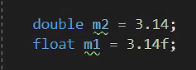 double m2 = 3.14;
float m1 = 3.14f;